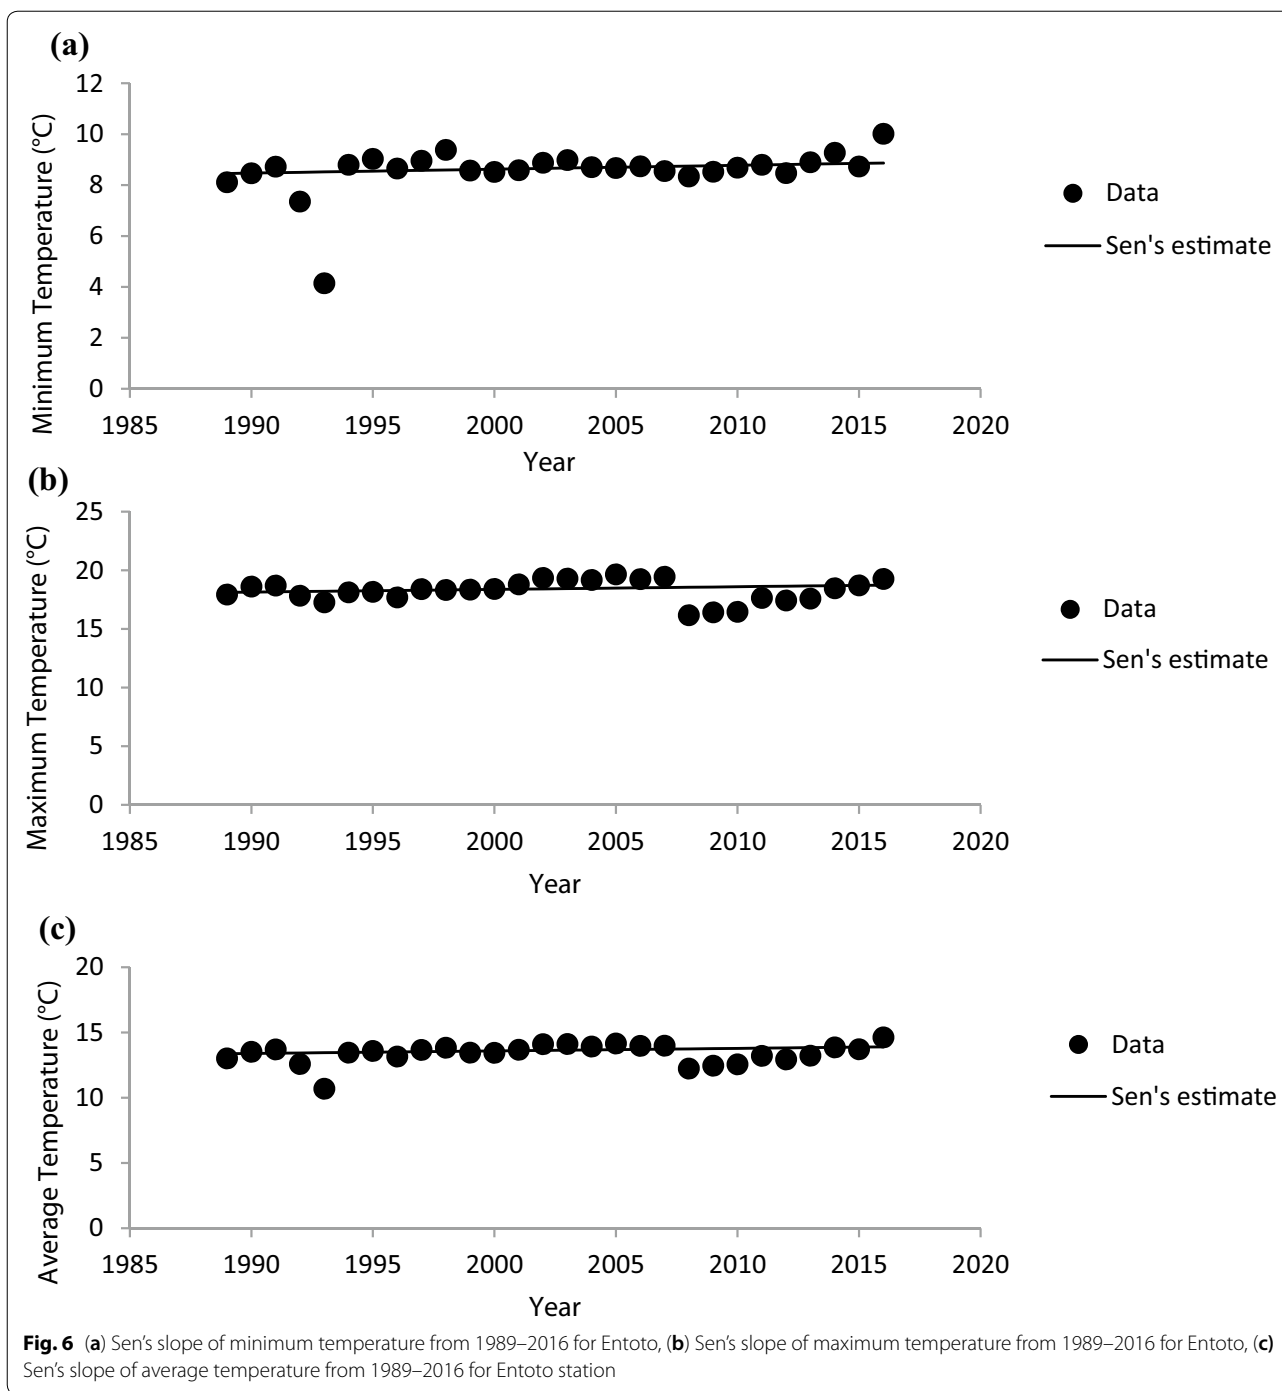 (a)
12
10
8
6
4
2
0
Minimum Temperature (°C)
1985 1990 1995 2000 2005 2010 2015 2020
Year
Data
Sen's estimate
(b)
25
20
15
10
5
0
Maximum Temperature (°C)
1985 1990 1995 2000 2005 2010 2015 2020
Year
Data
Sen's estimate
(c)
20
15
10
5
0
Average Temperature (°C)
1985 1990 1995 2000 2005 2010 2015 2020
Year
Data
Sen's estimate
Fig. 6 (a) Sen’s slope of minimum temperature from 1989–2016 for Entoto, (b) Sen’s slope of maximum temperature from 1989–2016 for Entoto, (c)
Sen’s slope of average temperature from 1989–2016 for Entoto station